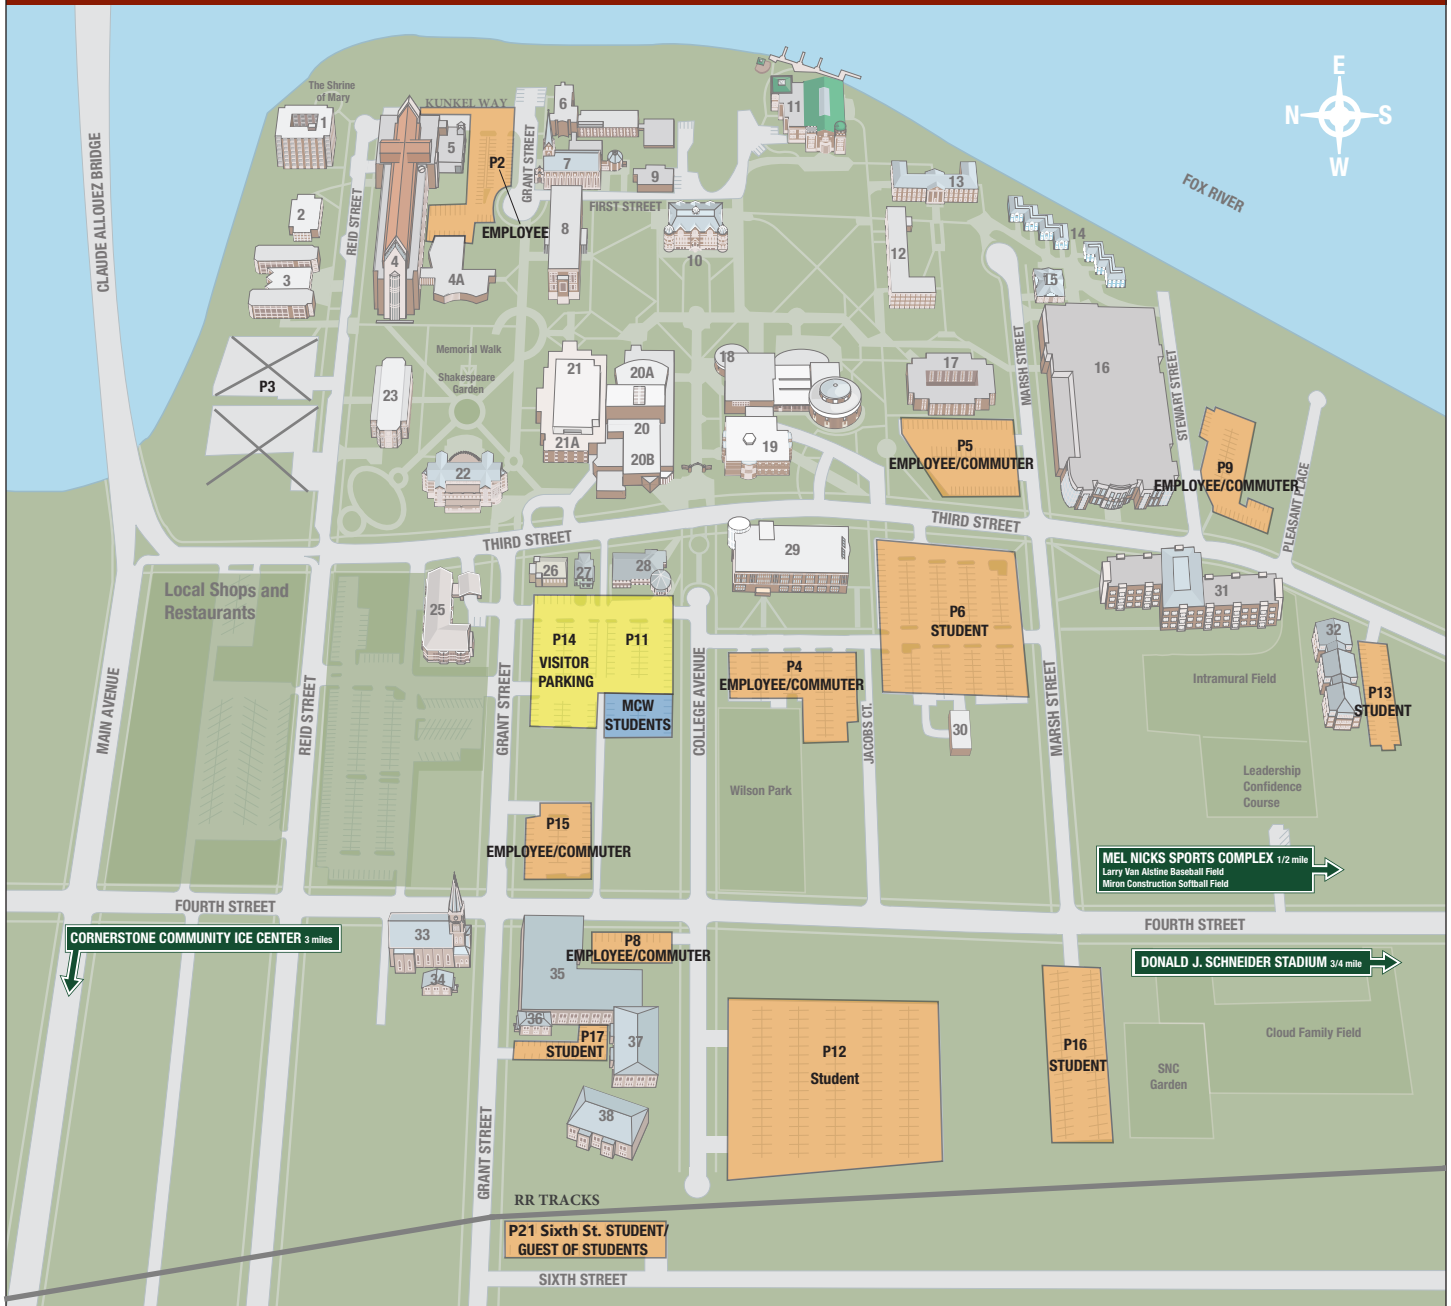 E
N S
W
The Shrine
of Mary
KUNKEL WAY
1
6
11
5
P2
GRANT STREET
7
9
13
CLAUDE ALLOUEZ BRIDGE
REID STREET
2
EMPLOYEE
FIRST STREET
8
FOX RIVER
14
12
10
4
4A
3
15
MARSH STREET
Memorial Walk
Shakespeare
Garden
P3
23
21
20A
18
17
16
STEWART STREET
21A
20
20B
19
22
P5
EMPLOYEE/COMMUTER
P9
EMPLOYEE/COMMUTER
PLEASANT PLACE
THIRD STREET
THIRD STREET
Local Shops and
Restaurants
25
26
27
28
29
31
32
P14
VISITOR
PARKING
P11
MCW
STUDENTS
P6
STUDENT
P4
EMPLOYEE/COMMUTER
Intramural Field
P13
STUDENT
MAIN AVENUE
REID STREET
GRANT STREET
COLLEGE AVENUE
JACOBS CT.
30
MARSH STREET
Leadership
Confidence
Course
Wilson Park
P15
EMPLOYEE/COMMUTER
MEL NICKS SPORTS COMPLEX 1/2 mile
Larry Van Alstine Baseball Field
Miron Construction Softball Field
FOURTH STREET
FOURTH STREET
CORNERSTONE COMMUNITY ICE CENTER 3 miles
33
34
P8
EMPLOYEE/COMMUTER
35
DONALD J. SCHNEIDER STADIUM 3/4 mile
36
P17
STUDENT
37
P12
Student
P16
STUDENT
Cloud Family Field
SNC
Garden
38
GRANT STREET
RR TRACKS
P21 Sixth St. STUDENT/
GUEST OF STUDENTS
SIXTH STREET